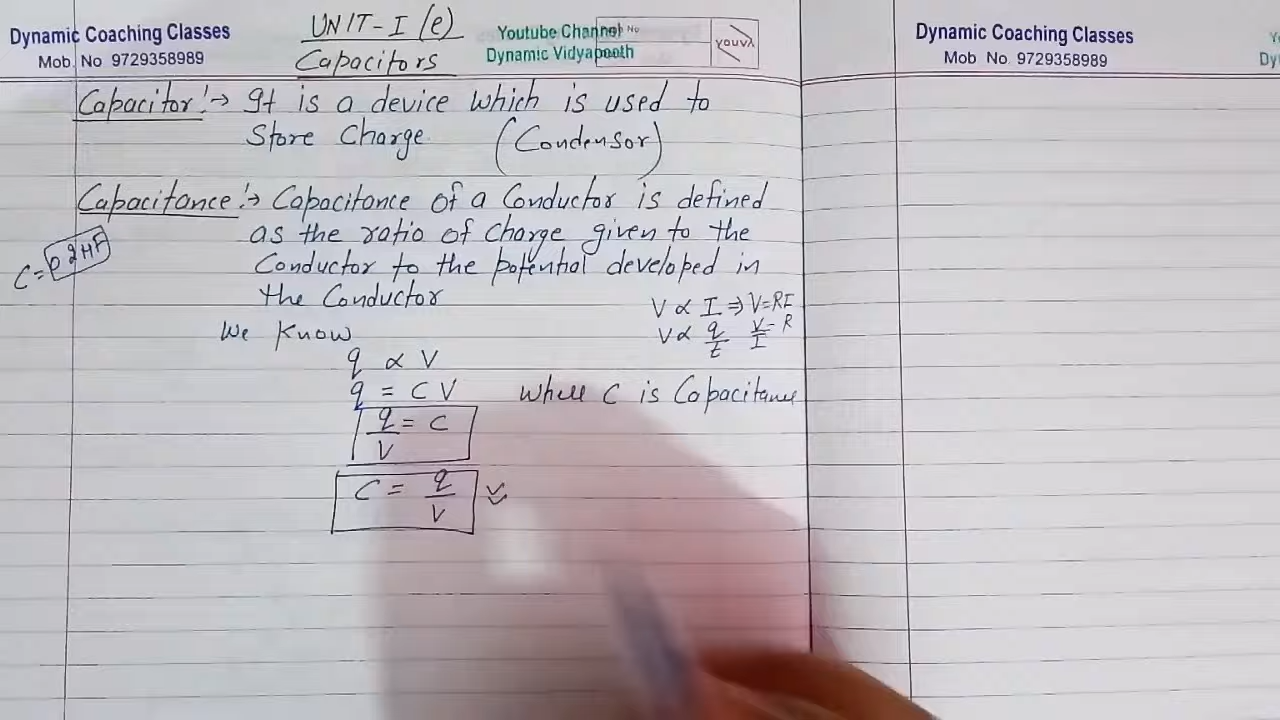 Dynamic Coaching Classes
Mob. No 9729358989
UNIT-I (e)
Capacitors
Youtube Channel
Dynamic Vidyapeeth
No
YOUVA
Dynamic Coaching Classes
Mob No. 9729358989
Y
Dy
Capacitor :→ It is a device which is used to
Store Charge (Condensor)
Capacitance :→ Capacitance of a Conductor is defined
as the ratio of charge given to the
Conductor to the potential developed in
the Conductor
C=
V ∝ I ⇒ V=RI
V ∝ q/t V/I = R
We Know
q ∝ V
q = CV Where C is Capacitance
q/V = C
C = q/V